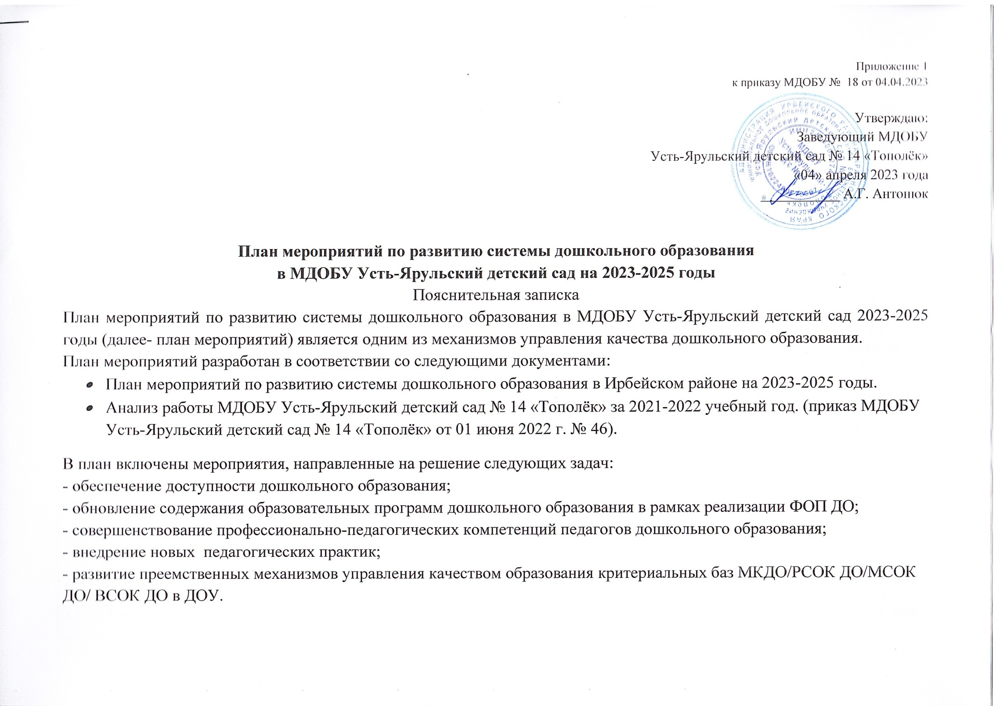 Приложение 1
к приказу МДОБУ № 18 от 04.04.2023
Утверждаю:
Заведующий МДОБУ
Усть-Ярульский детский сад № 14 «Тополёк»
«04» апреля 2023 года
А.Г. Антонюк
АДМИНИСТРАЦИЯ ИРБЕЙСКОГО РАЙОНА КРАСНОЯРСКОГО КРАЯ
МДОБУ
План мероприятий по развитию системы дошкольного образования
в МДОБУ Усть-Ярульский детский сад на 2023-2025 годы
Пояснительная записка
План мероприятий по развитию системы дошкольного образования в МДОБУ Усть-Ярульский детский сад 2023-2025
годы (далее- план мероприятий) является одним из механизмов управления качества дошкольного образования.
План мероприятий разработан в соответствии со следующими документами:
• План мероприятий по развитию системы дошкольного образования в Ирбейском районе на 2023-2025 годы.
• Анализ работы МДОБУ Усть-Ярульский детский сад № 14 «Тополёк» за 2021-2022 учебный год. (приказ МДОБУ
Усть-Ярульский детский сад № 14 «Тополёк» от 01 июня 2022 г. № 46).
В план включены мероприятия, направленные на решение следующих задач:
- обеспечение доступности дошкольного образования;
- обновление содержания образовательных программ дошкольного образования в рамках реализации ФОП ДО;
- совершенствование профессионально-педагогических компетенций педагогов дошкольного образования;
- внедрение новых  педагогических практик;
- развитие преемственных механизмов управления качеством образования критериальных баз МКДО/РСОК ДО/МСОК
ДО/ ВСОК ДО в ДОУ.